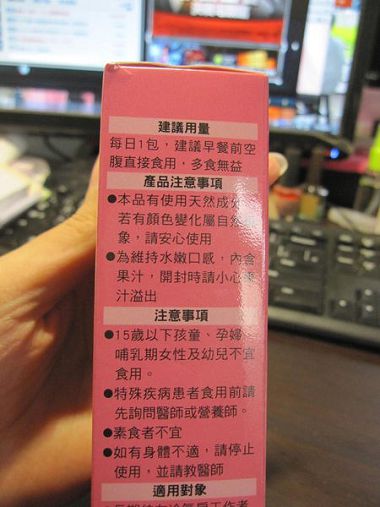 建議用量
每日1包，建議早餐前空
腹直接食用，多食無益
產品注意事項
●本品有使用天然成分
若有顏色變化屬自然
象，請安心使用
●為維持水嫩口感，內含
果汁，開封時請小心果
汁溢出
注意事項
●15歲以下孩童、孕婦、
哺乳期女性及幼兒不宜
食用。
●特殊疾病患者食用前請
先詢問醫師或營養師。
●素食者不宜
●如有身體不適，請停止
使用，並請教醫師
適用對象